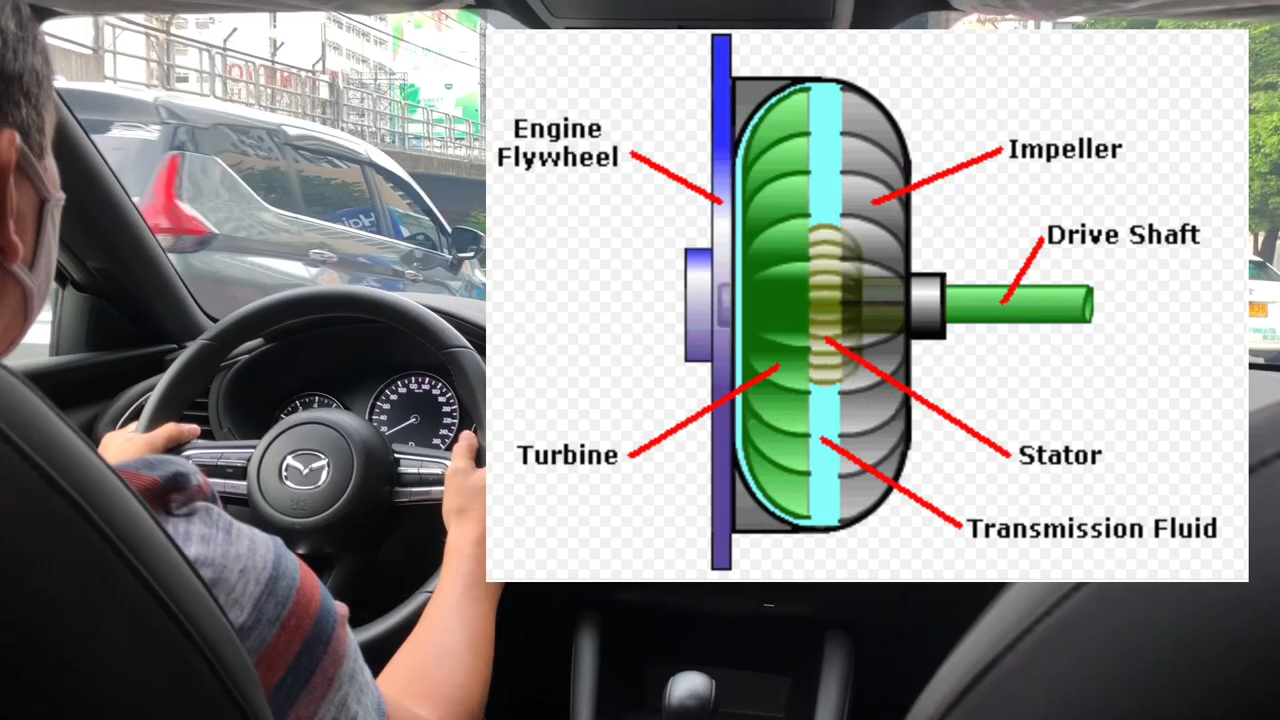 Engine
Flywheel
Impeller
Drive Shaft
Turbine
Stator
Transmission Fluid